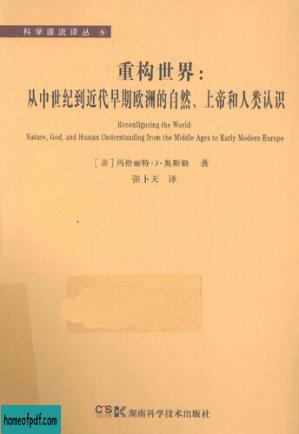 科学源流译丛 6
重构世界：
从中世纪到近代早期欧洲的自然、上帝和人类认识
Reconfiguring the World:
Nature, God, and Human Understanding from the Middle Ages to Early Modern Europe
[美] 玛格丽特·J·奥斯勒 著
张卜天 译
CSK 湖南科学技术出版社
homeofpdf.com